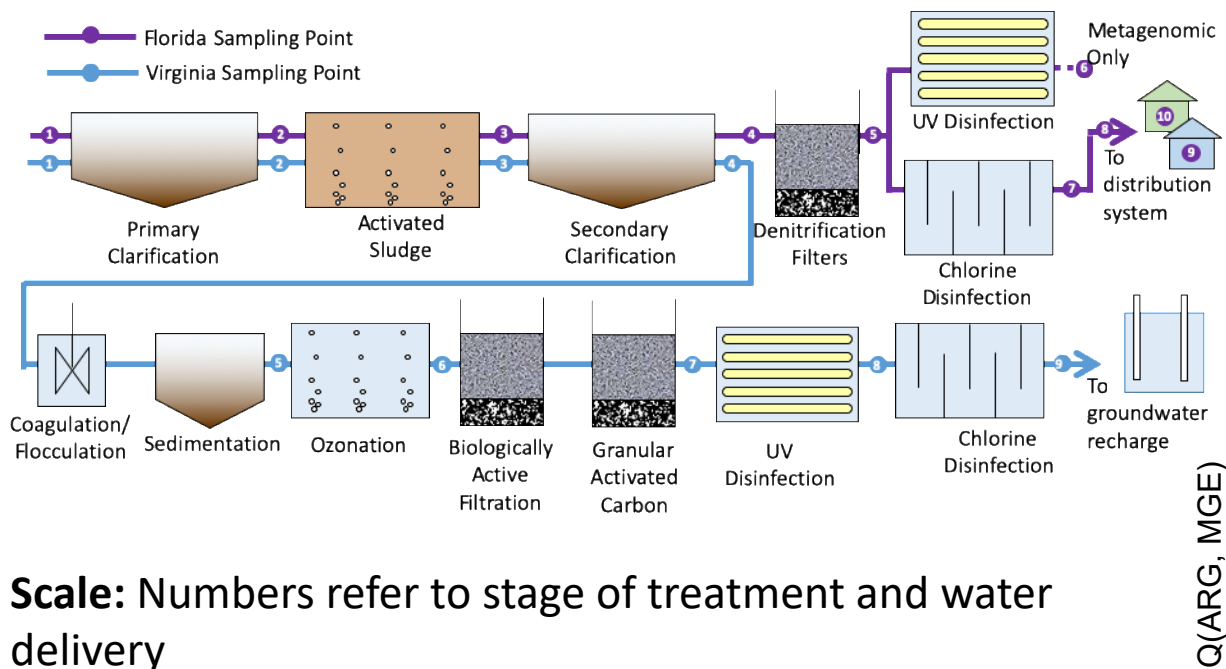 Florida Sampling Point
Virginia Sampling Point
Metagenomic
Only
6
UV Disinfection
1
2
3
4
5
1
2
3
4
8
10
9
7
To
distribution
system
Primary
Clarification
Activated
Sludge
Secondary
Clarification
Denitrification
Filters
Chlorine
Disinfection
5
6
7
8
9
To
groundwater
recharge
Coagulation/
Flocculation
Sedimentation
Ozonation
Biologically
Active
Filtration
Granular
Activated
Carbon
UV
Disinfection
Chlorine
Disinfection
Q(ARG, MGE)
Scale: Numbers refer to stage of treatment and water
delivery